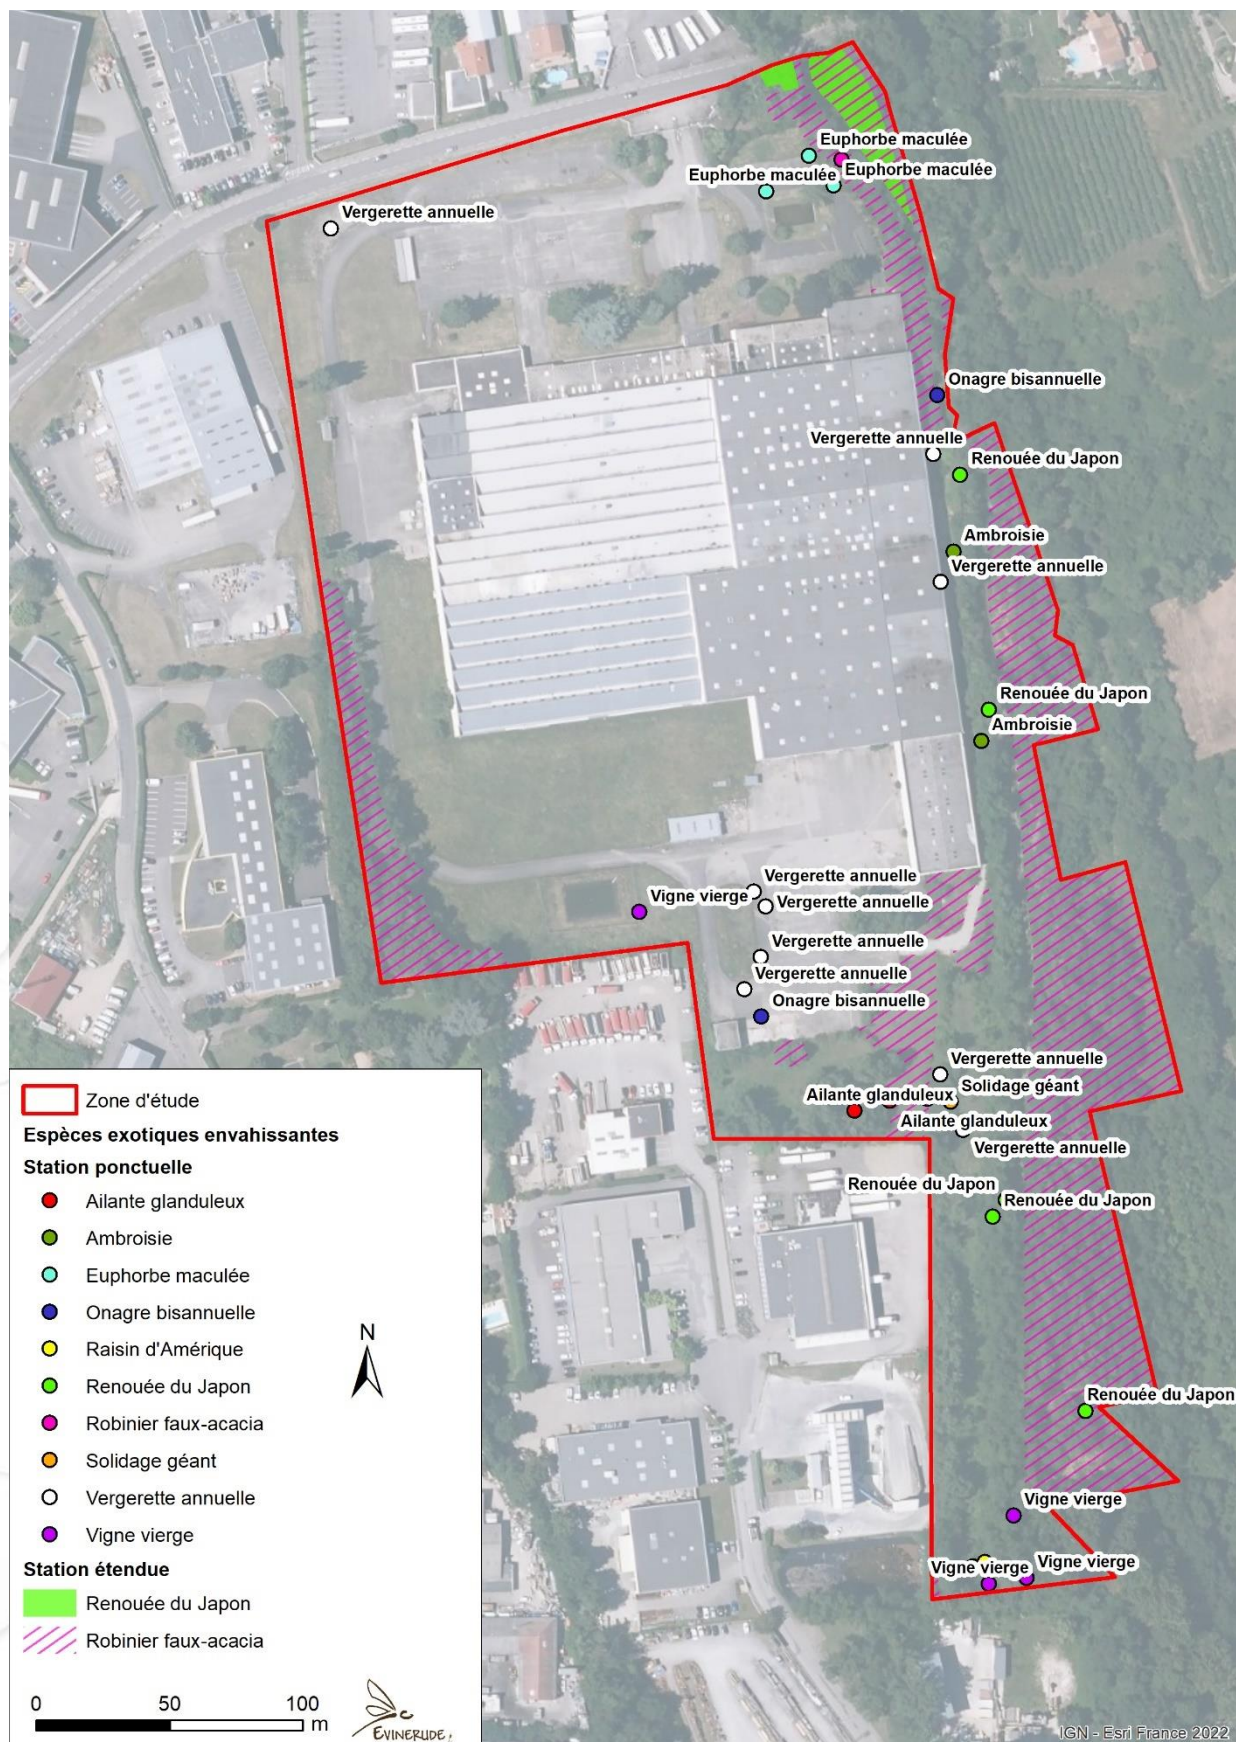 Euphorbe maculée
Euphorbe maculée
Euphorbe maculée
Vergerette annuelle
Onagre bisannuelle
Vergerette annuelle
Renouée du Japon
Ambroisie
Vergerette annuelle
Renouée du Japon
Ambroisie
Vergerette annuelle
Vigne vierge
Vergerette annuelle
Vergerette annuelle
Vergerette annuelle
Onagre bisannuelle
Vergerette annuelle
Solidage géant
Ailante glanduleux
Ailante glanduleux
Vergerette annuelle
Renouée du Japon
Renouée du Japon
Renouée du Japon
Vigne vierge
Vigne vierge
Vigne vierge
Zone d'étude
Espèces exotiques envahissantes
Station ponctuelle
Ailante glanduleux
Ambroisie
Euphorbe maculée
Onagre bisannuelle
Raisin d'Amérique
Renouée du Japon
Robinier faux-acacia
Solidage géant
Vergerette annuelle
Vigne vierge
Station étendue
Renouée du Japon
Robinier faux-acacia
N
0 50 100
m
EVINERUDE
IGN - Esri France 2022